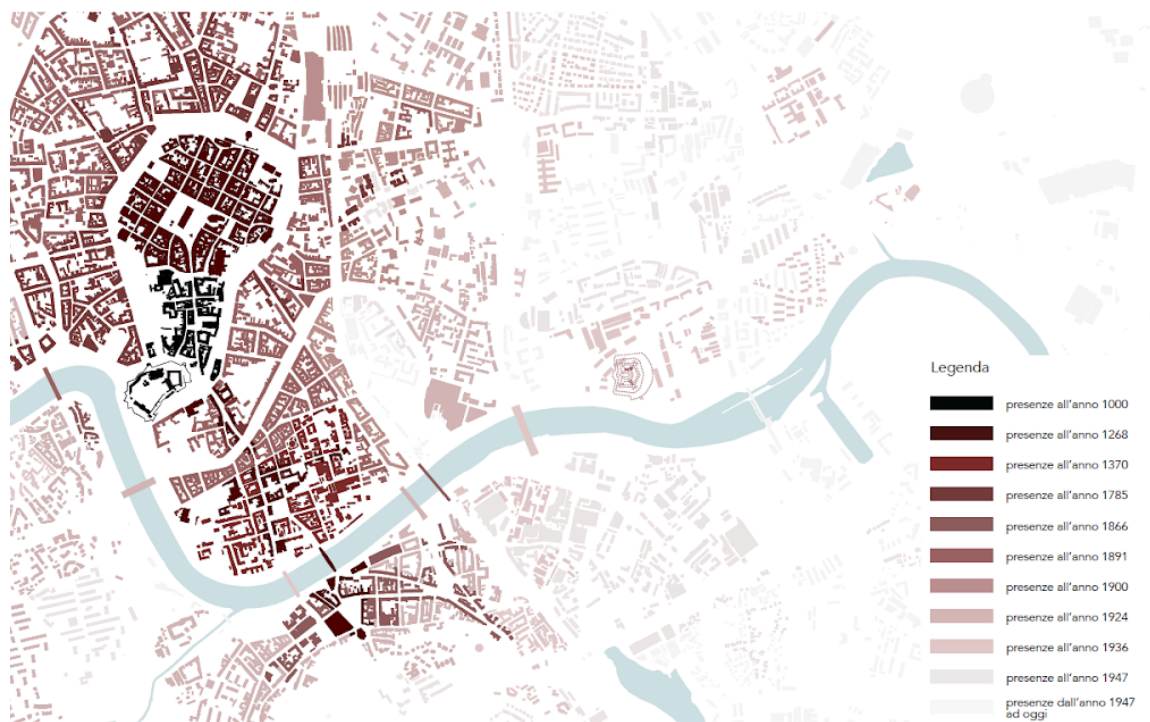 Legenda
presenze all'anno 1000
presenze all'anno 1268
presenze all'anno 1370
presenze all'anno 1785
presenze all'anno 1866
presenze all'anno 1891
presenze all'anno 1900
presenze all'anno 1924
presenze all'anno 1936
presenze all'anno 1947
presenze dall'anno 1947
ad oggi